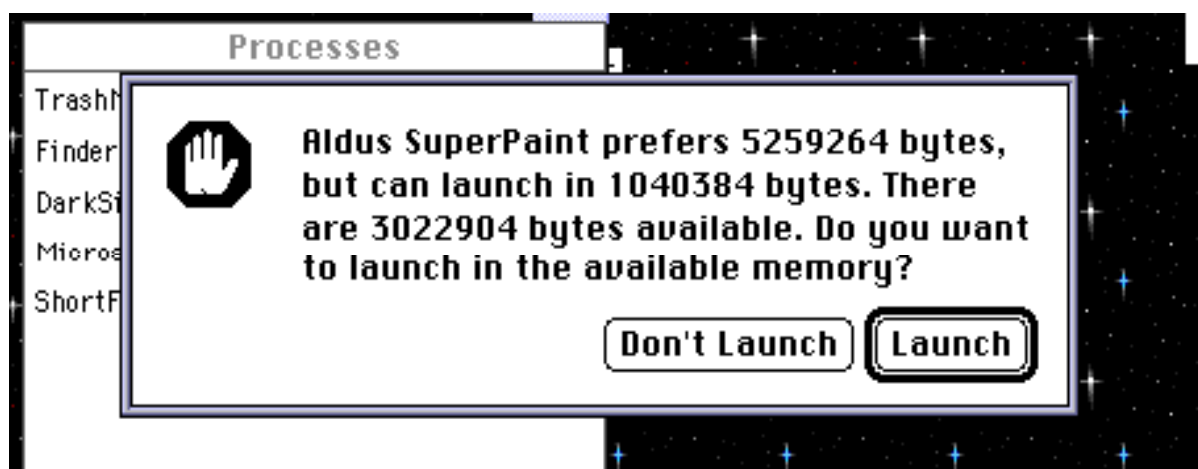 Processes
Finder
Aldus SuperPaint prefers 5259264 bytes,
but can launch in 1040384 bytes. There
are 3022904 bytes available. Do you want
to launch in the available memory?
Don't Launch Launch